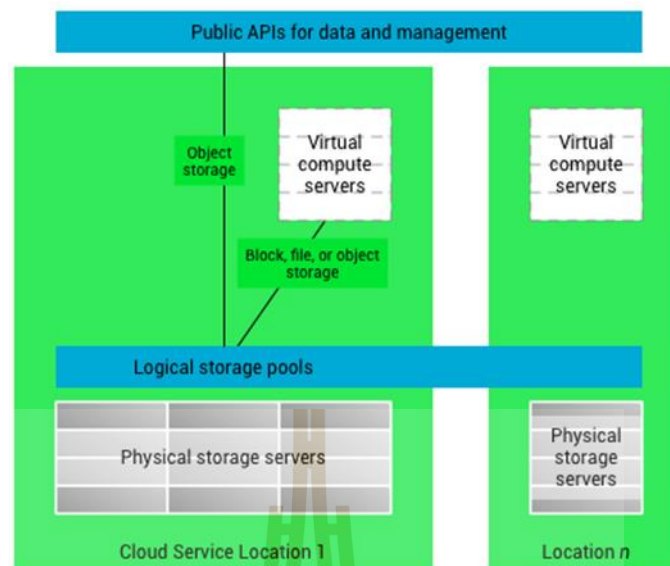 Public APIs for data and management
Object
storage
Virtual
compute
servers
Virtual
compute
servers
Block, file, or object
storage
Logical storage pools
Physical storage servers
Physical
storage
servers
Cloud Service Location 1
Location n